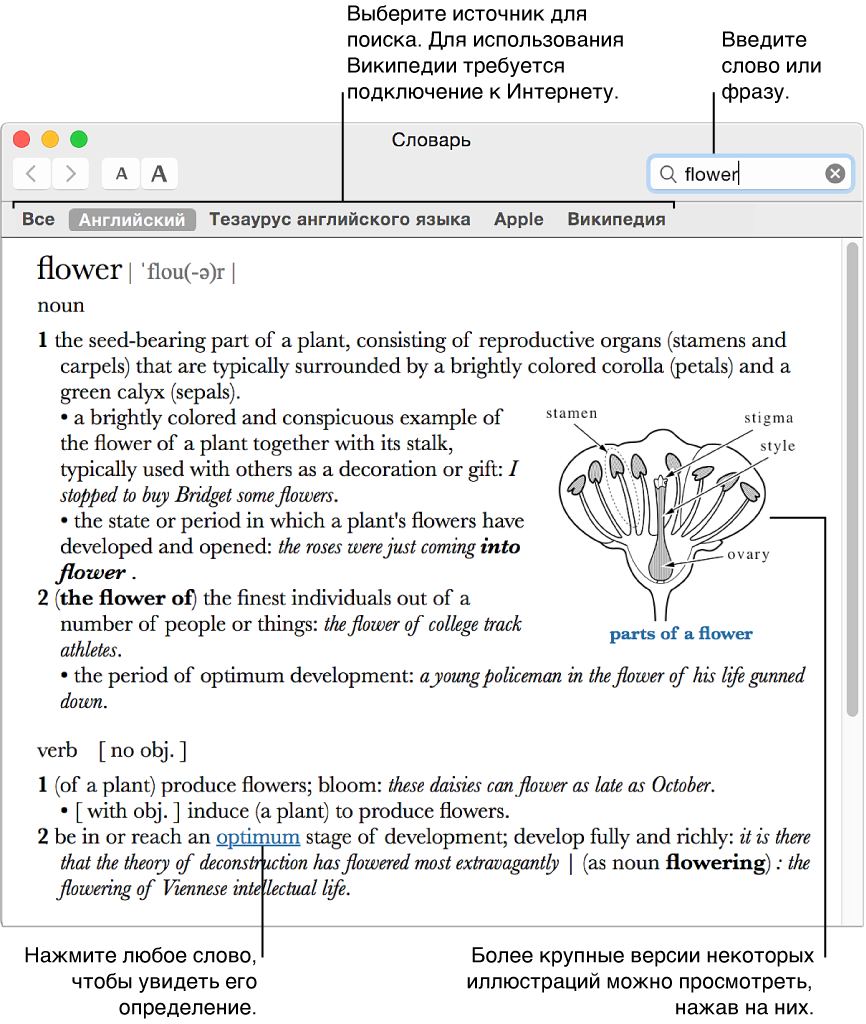 Выберите источник для
поиска. Для использования
Википедии требуется
подключение к Интернету.
Введите
слово или
фразу.
Словарь
A A
flower
Все Английский Тезаурус английского языка Apple Википедия
flower | ˈflou(-ə)r |
noun
1 the seed-bearing part of a plant, consisting of reproductive organs (stamens and
carpels) that are typically surrounded by a brightly colored corolla (petals) and a
green calyx (sepals).
• a brightly colored and conspicuous example of
the flower of a plant together with its stalk,
typically used with others as a decoration or gift: I
stopped to buy Bridget some flowers.
• the state or period in which a plant's flowers have
developed and opened: the roses were just coming into
flower .
2 (the flower of) the finest individuals out of a
number of people or things: the flower of college track
athletes.
• the period of optimum development: a young policeman in the flower of his life gunned
down.
stamen
stigma
style
ovary
parts of a flower
verb [ no obj. ]
1 (of a plant) produce flowers; bloom: these daisies can flower as late as October.
• [ with obj. ] induce (a plant) to produce flowers.
2 be in or reach an optimum stage of development; develop fully and richly: it is there
that the theory of deconstruction has flowered most extravagantly | (as noun flowering) : the
flowering of Viennese intellectual life.
Нажмите любое слово,
чтобы увидеть его
определение.
Более крупные версии некоторых
иллюстраций можно просмотреть,
нажав на них.